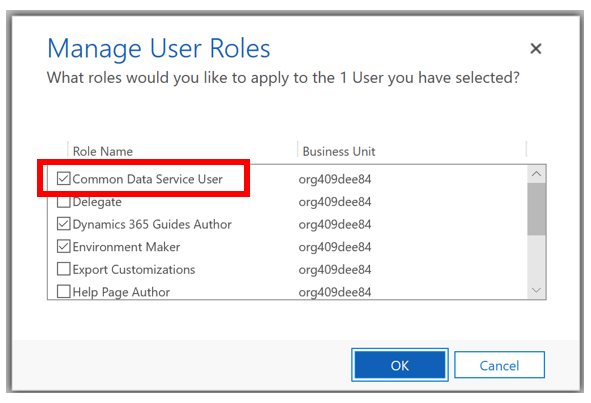 Manage User Roles
What roles would you like to apply to the 1 User you have selected?
Role Name Business Unit
Common Data Service User org409dee84
Delegate org409dee84
Dynamics 365 Guides Author org409dee84
Environment Maker org409dee84
Export Customizations org409dee84
Help Page Author org409dee84
OK Cancel